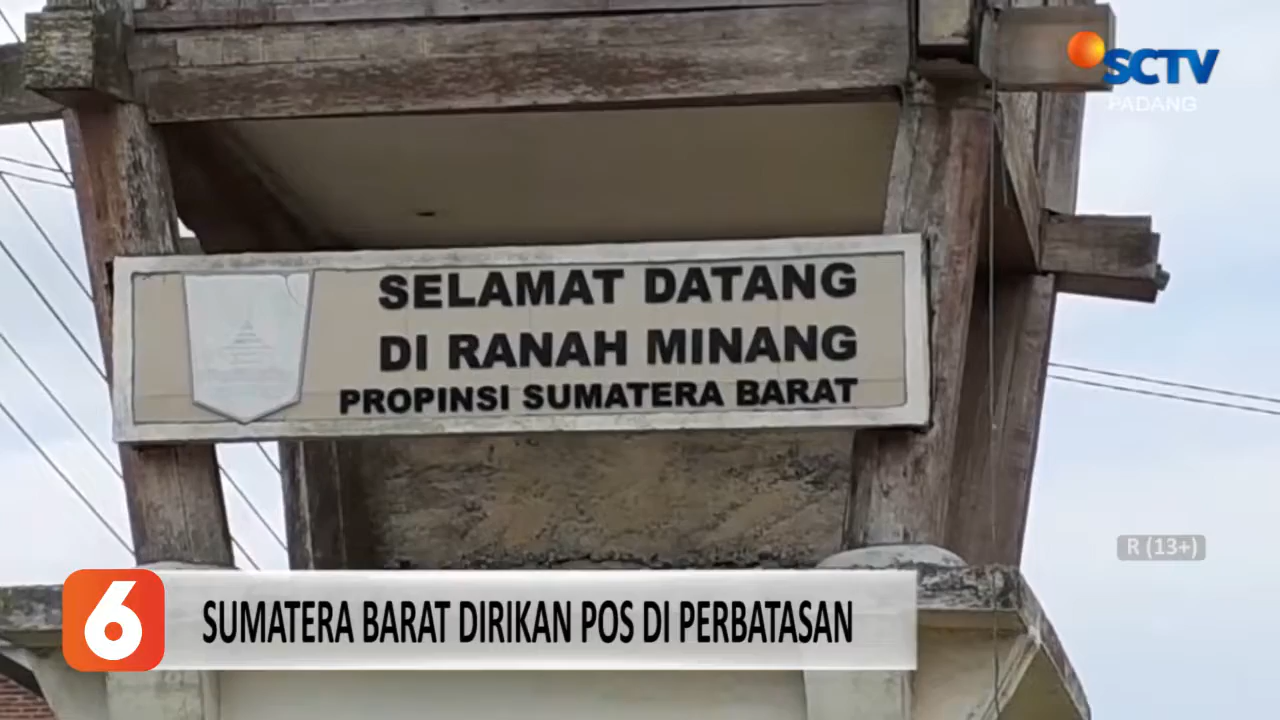 SCTV
PADANG
SELAMAT DATANG
DI RANAH MINANG
PROPINSI SUMATERA BARAT
R (13+)
6
SUMATERA BARAT DIRIKAN POS DI PERBATASAN